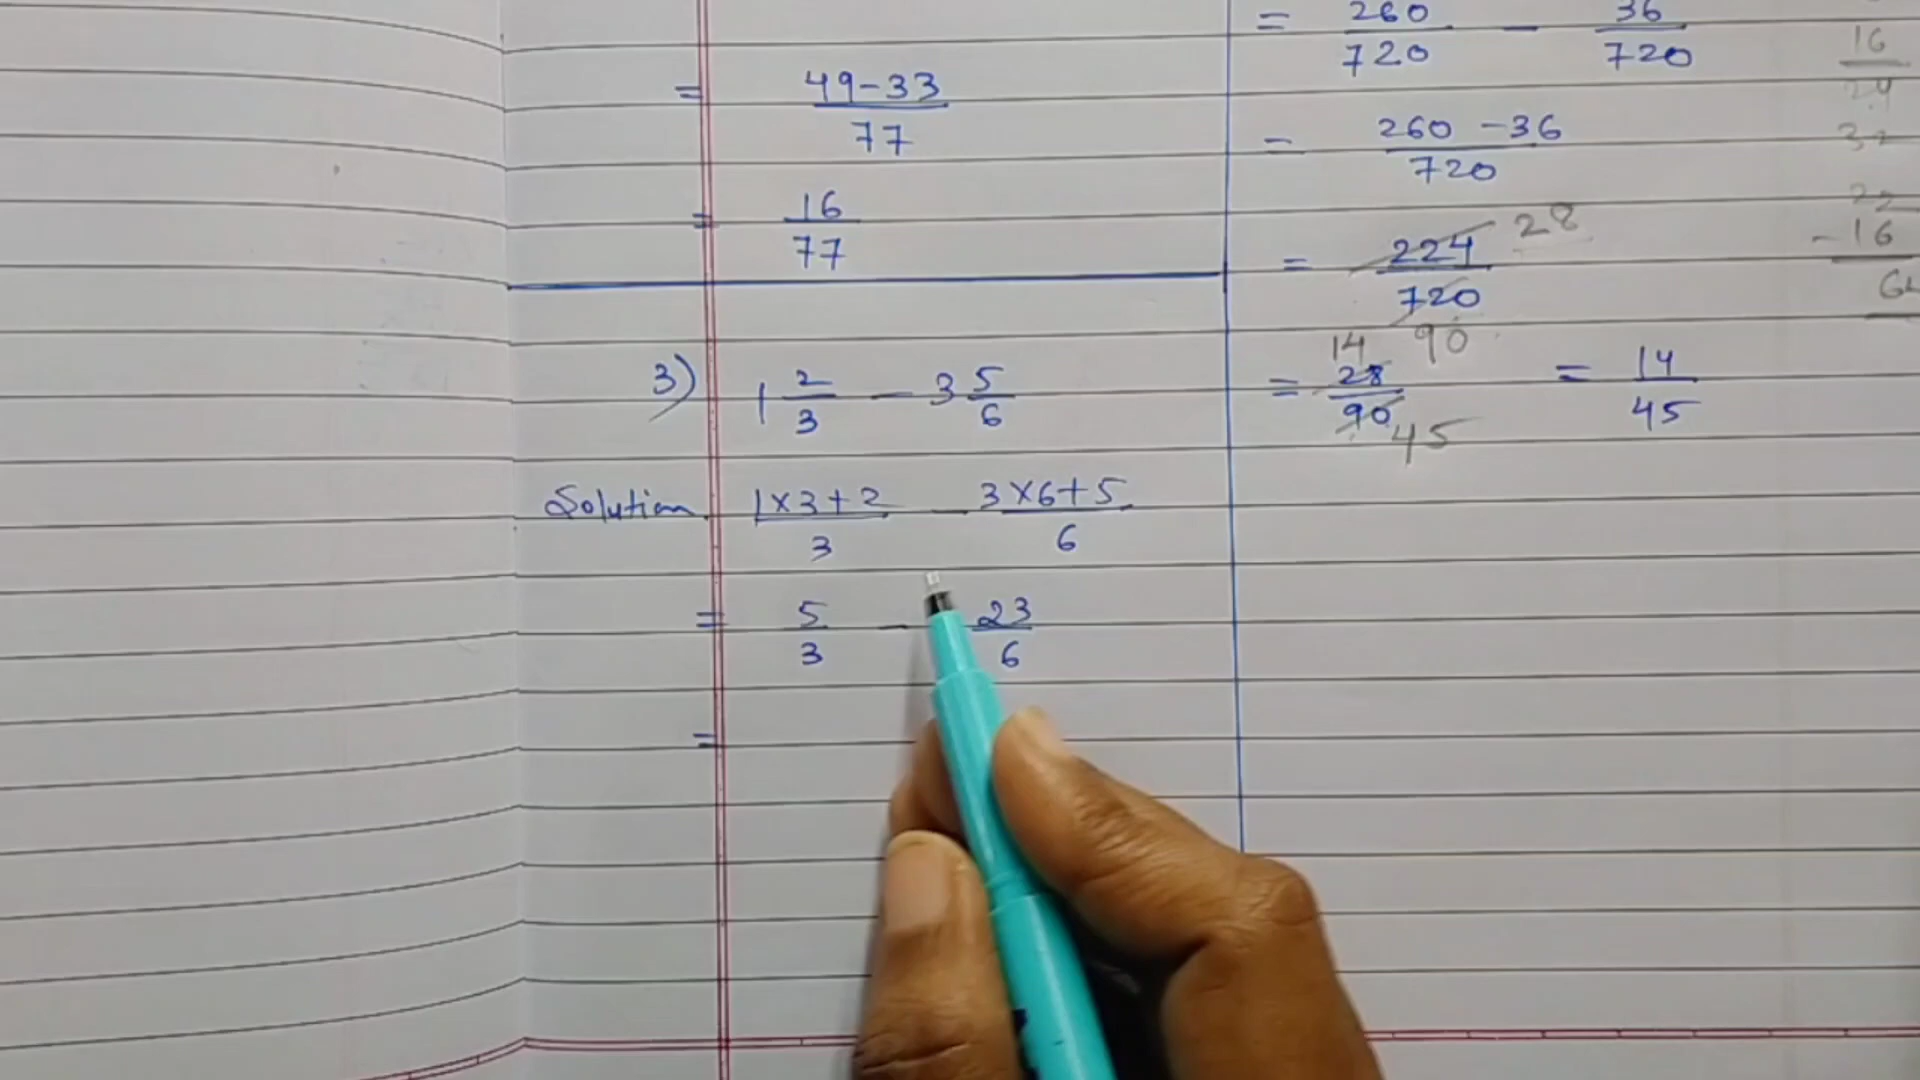 = 49-33/77
= 16/77
3) 1 2/3 - 3 5/6
Solution 1×3+2/3 - 3×6+5/6
= 5/3 - 23/6
=
= 260/720 - 36/720
= 260-36/720
= 224/720 28 90
= 28/90 14 45 = 14/45
16
24
32
-16